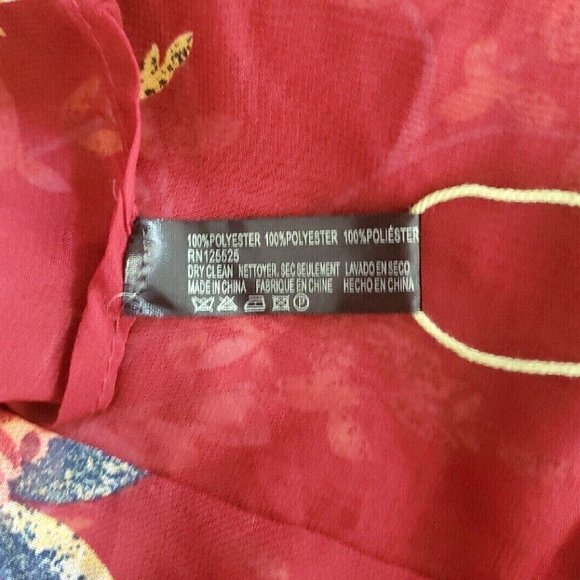 100%POLYESTER 100%POLYESTER 100%POLIÉSTER
RN125525
DRY CLEAN NETTOYER, SEC SEULEMENT LAVADO EN SECO
MADE IN CHINA FABRIQUE EN CHINE HECHO EN CHINA
P